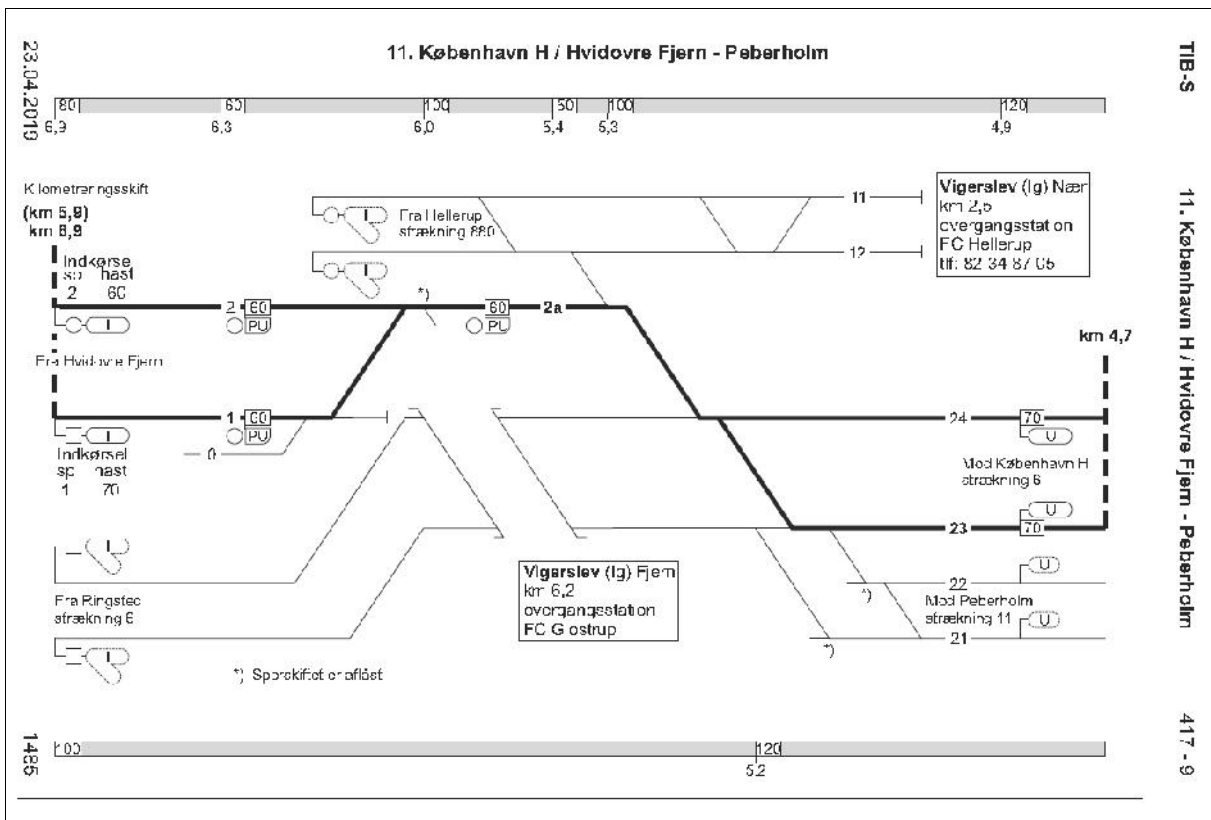 11. København H / Hvidovre Fjern - Peberholm
TIB-S
11. København H / Hvidovre Fjern - Peberholm
417 - 9
23.04.2019
1485
80 60 100 50 100 120
6,9 6,3 6,0 5,4 5,3 4,9
Kilometreringsskift
(km 5,9)
km 6,9
Indkørsel
sp hast
2 60
I
Fra Hvidovre Fjern
I
Indkørsel
sp hast
1 70
I
Fra Ringsted
strækning 6
I
I
Fra Hellerup
strækning 880
I
11
12
Vigerslev (Ig) Nær
km 2,5
overgangsstation
FC Hellerup
tlf: 82 34 87 05
2 60
PU
*)
60 2a
PU
1 60
PU
0
km 4,7
24 70
U
Mod København H
strækning 6
U
23 70
U
22
*)
Mod Peberholm
strækning 11
U
21
*)
Vigerslev (Ig) Fjern
km 6,2
overgangsstation
FC Glostrup
*) Sporskiftet er aflåst
100 120
5,2